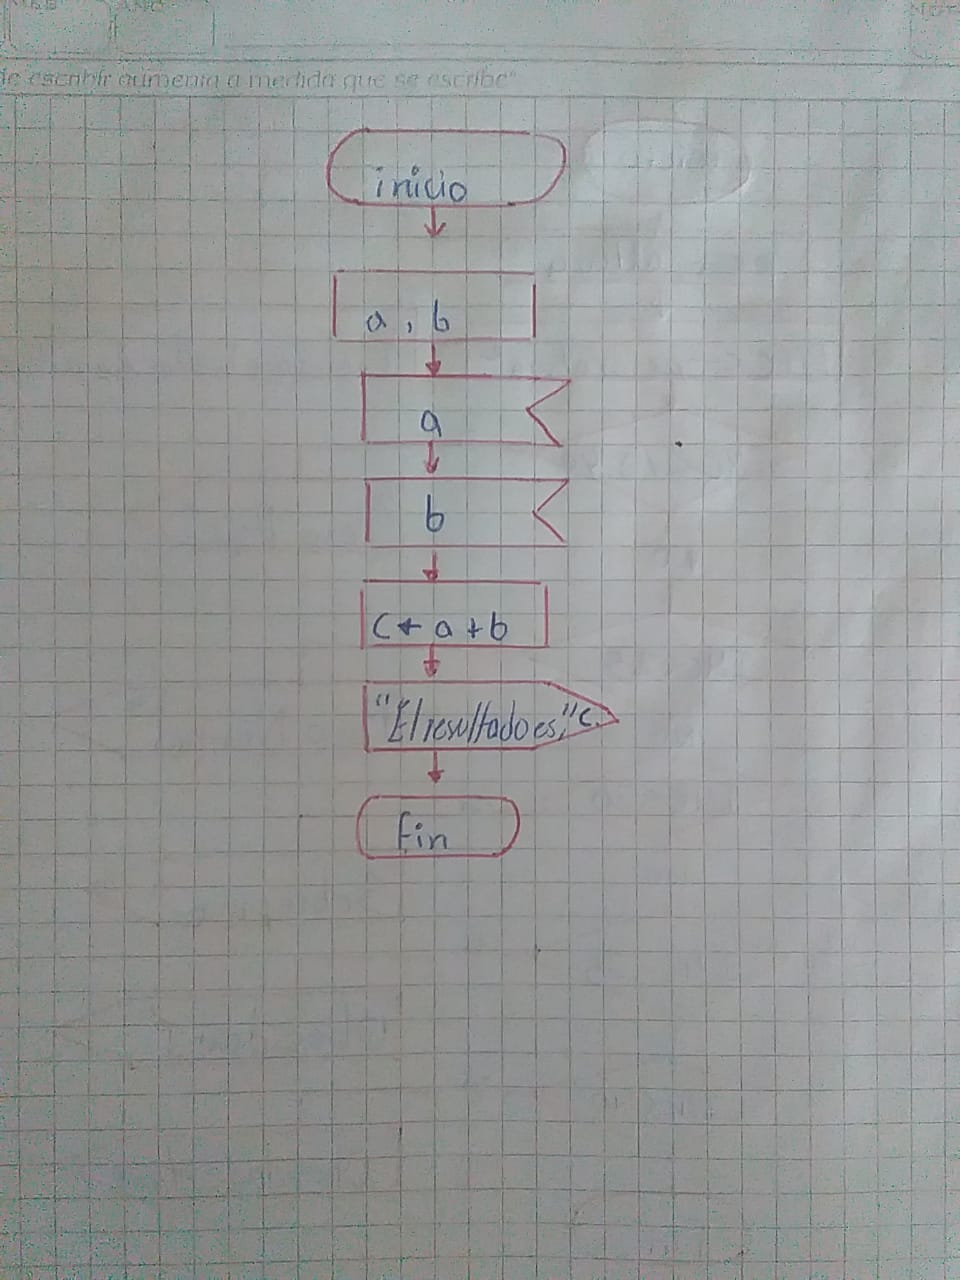 de escribir aumenta a medida que se escribe"
inicio
a , b
a
b
C ← a + b
"El resultado es," c.
Fin